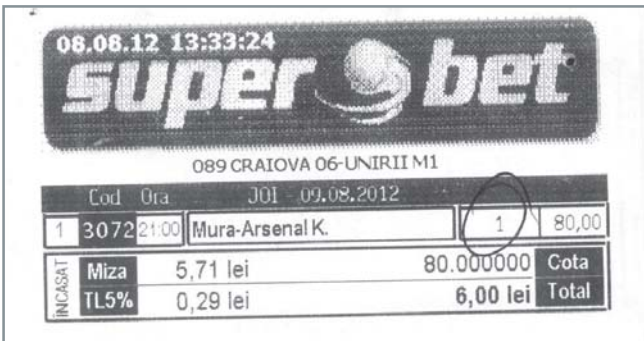 08.08.12 13:33:24
super bet
089 CRAIOVA 06-UNIRII M1
Cod Ora JOI - 09.08.2012
1 3072 21:00 Mura-Arsenal K. 1 80,00
INCASAT
Miza 5,71 lei 80.000000 Cota
TL5% 0,29 lei 6,00 lei Total